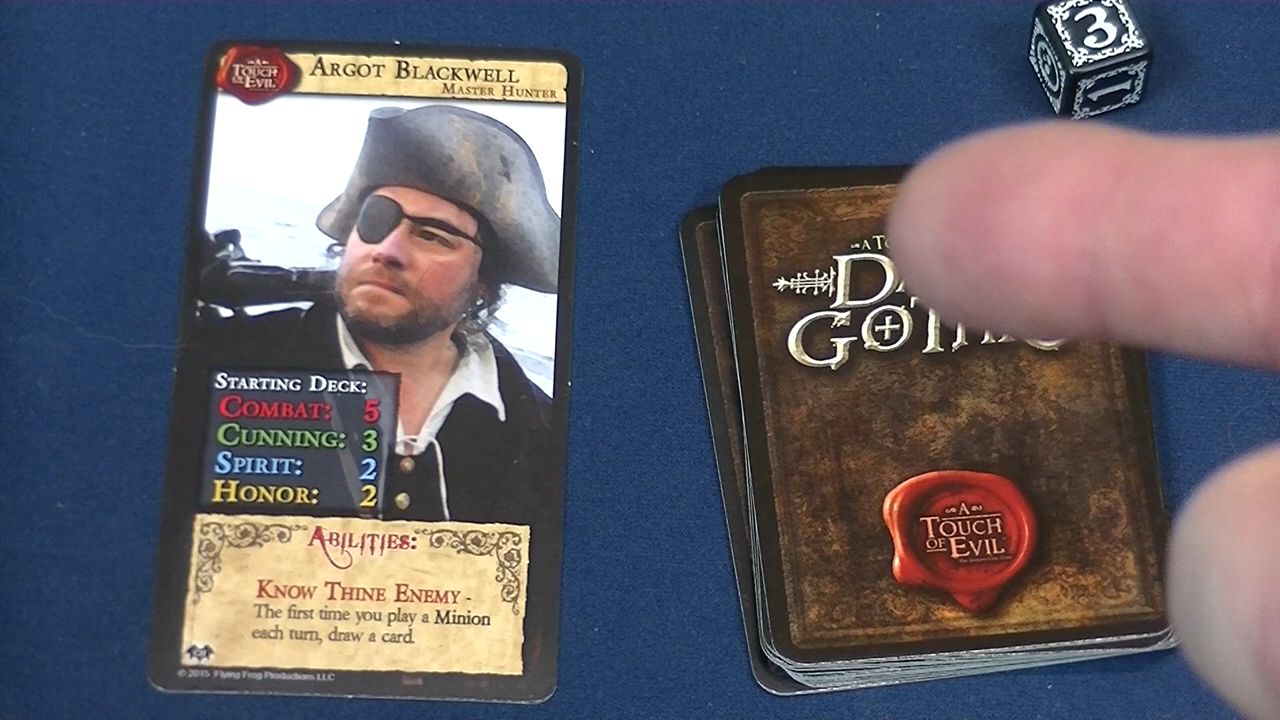 A
TOUCH
OF EVIL
ARGOT BLACKWELL
MASTER HUNTER
STARTING DECK:
COMBAT: 5
CUNNING: 3
SPIRIT: 2
HONOR: 2
ABILITIES:
KNOW THINE ENEMY -
The first time you play a Minion
each turn, draw a card.
© 2015 Flying Frog Productions LLC
3
1
A
TOUCH
OF EVIL